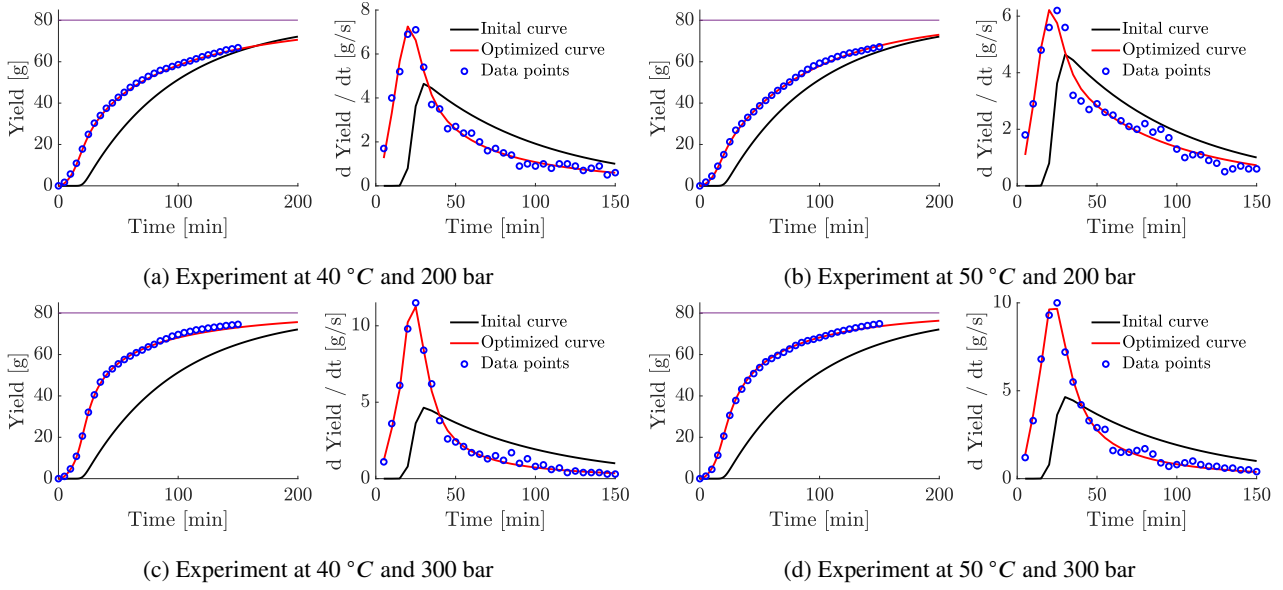 80
60
40
20
0
Yield [g]
0
100
200
Time [min]
8
6
4
2
0
d Yield / dt [g/s]
Inital curve
Optimized curve
Data points
0
50
100
150
Time [min]
(a) Experiment at 40 °C and 200 bar
80
60
40
20
0
Yield [g]
0
100
200
Time [min]
6
4
2
0
d Yield / dt [g/s]
Inital curve
Optimized curve
Data points
0
50
100
150
Time [min]
(b) Experiment at 50 °C and 200 bar
80
60
40
20
0
Yield [g]
0
100
200
Time [min]
10
5
0
d Yield / dt [g/s]
Inital curve
Optimized curve
Data points
0
50
100
150
Time [min]
(c) Experiment at 40 °C and 300 bar
80
60
40
20
0
Yield [g]
0
100
200
Time [min]
10
5
0
d Yield / dt [g/s]
Inital curve
Optimized curve
Data points
0
50
100
150
Time [min]
(d) Experiment at 50 °C and 300 bar